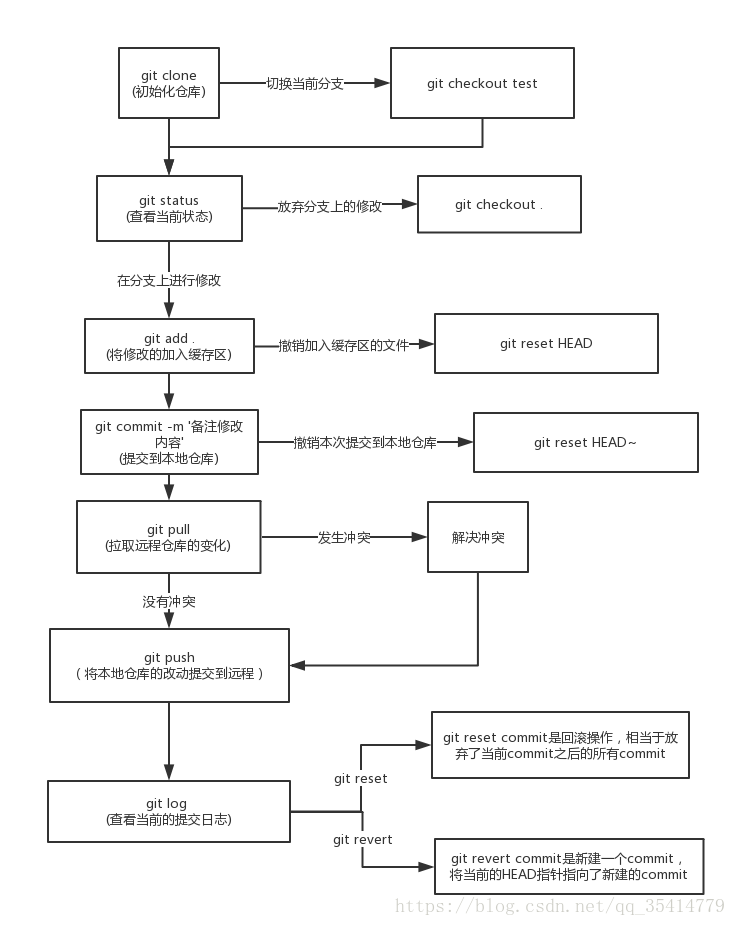 git clone
(初始化仓库)
切换当前分支
git checkout test
git status
(查看当前状态)
放弃分支上的修改
git checkout .
在分支上进行修改
git add .
(将修改的加入缓存区)
撤销加入缓存区的文件
git reset HEAD
git commit -m '备注修改
内容'
(提交到本地仓库)
撤销本次提交到本地仓库
git reset HEAD~
git pull
(拉取远程仓库的变化)
发生冲突
解决冲突
没有冲突
git push
（将本地仓库的改动提交到远程）
git log
(查看当前的提交日志)
git reset
git reset commit是回滚操作，相当于放
弃了当前commit之后的所有commit
git revert
git revert commit是新建一个commit，
将当前的HEAD指针指向了新建的commit
https://blog.csdn.net/qq_35414779